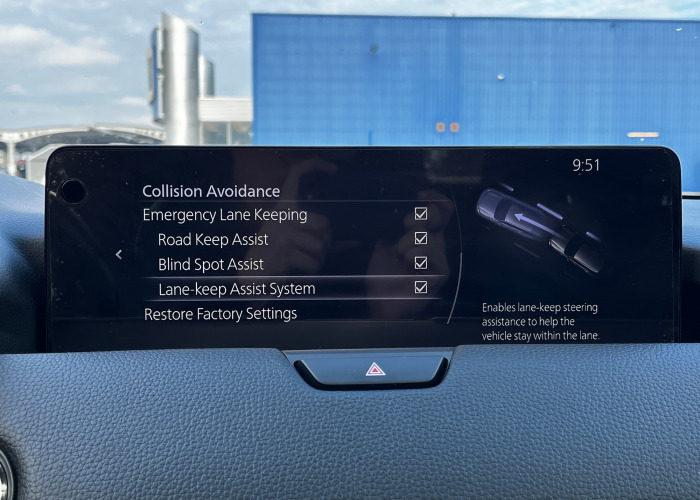 9:51
Collision Avoidance
Emergency Lane Keeping
Road Keep Assist
Blind Spot Assist
Lane-keep Assist System
Restore Factory Settings
Enables lane-keep steering
assistance to help the
vehicle stay within the lane.